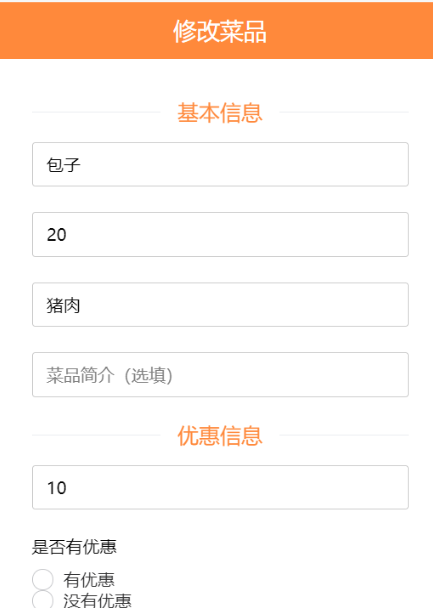 修改菜品
基本信息
包子
20
猪肉
菜品简介（选填）
优惠信息
10
是否有优惠
有优惠
没有优惠